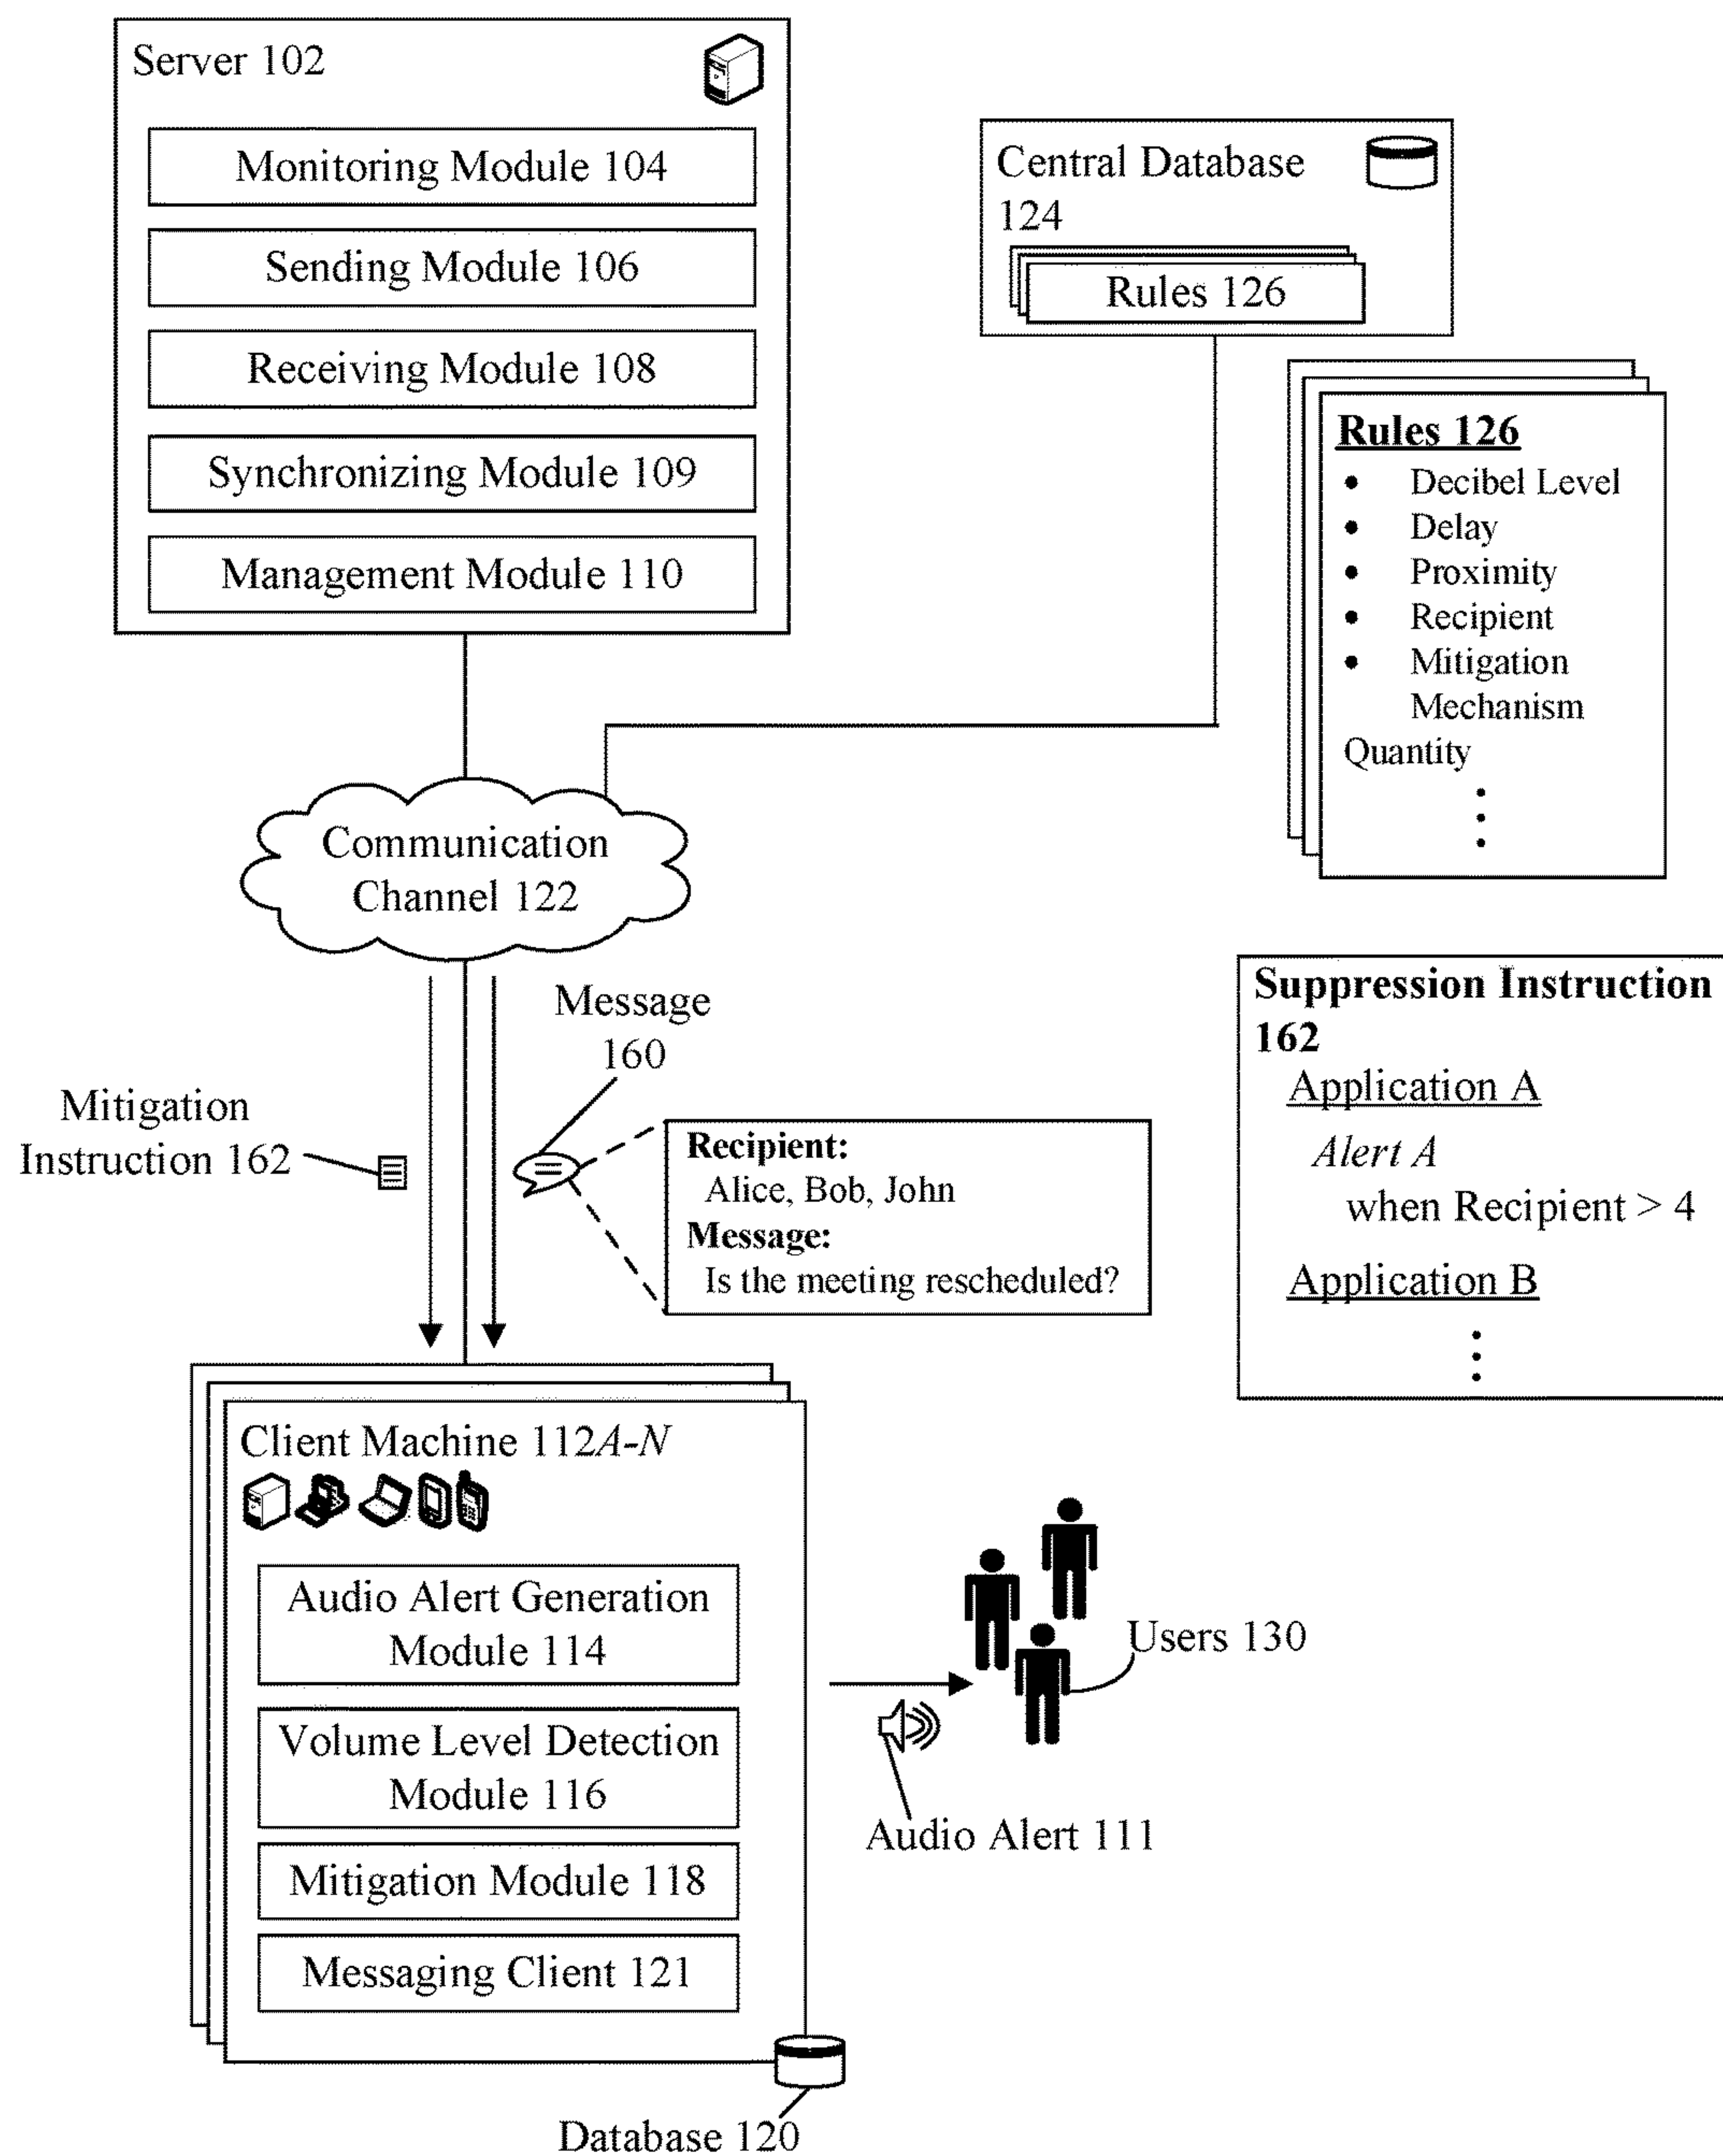 Server 102
Monitoring Module 104
Sending Module 106
Receiving Module 108
Synchronizing Module 109
Management Module 110
Central Database
124
Rules 126
Rules 126
• Decibel Level
• Delay
• Proximity
• Recipient
• Mitigation
Mechanism
Quantity
Communication
Channel 122
Message
160
Mitigation
Instruction 162
Recipient:
Alice, Bob, John
Message:
Is the meeting rescheduled?
Suppression Instruction
162
Application A
Alert A
when Recipient > 4
Application B
Client Machine 112A-N
Audio Alert Generation
Module 114
Volume Level Detection
Module 116
Mitigation Module 118
Messaging Client 121
Users 130
Audio Alert 111
Database 120